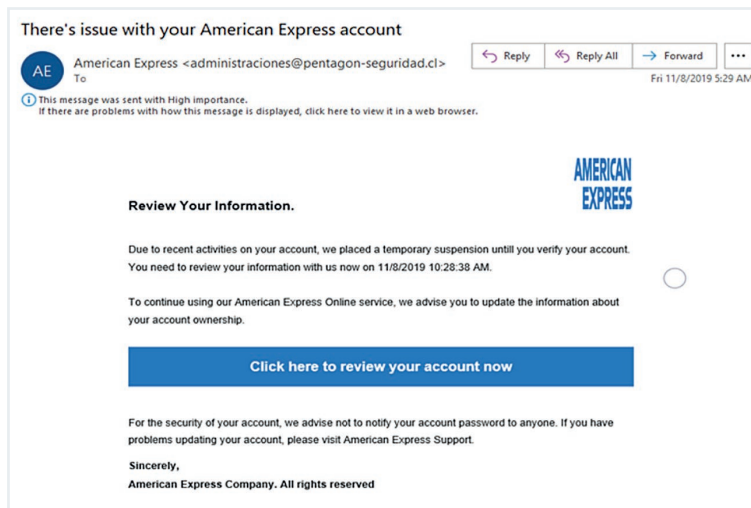 There's issue with your American Express account
AE
American Express <administraciones@pentagon-seguridad.cl>
To
Reply
Reply All
Forward
...
Fri 11/8/2019 5:29 AM
This message was sent with High importance.
If there are problems with how this message is displayed, click here to view it in a web browser.
AMERICAN
EXPRESS
Review Your Information.
Due to recent activities on your account, we placed a temporary suspension untill you verify your account.
You need to review your information with us now on 11/8/2019 10:28:38 AM.
To continue using our American Express Online service, we advise you to update the information about
your account ownership.
Click here to review your account now
For the security of your account, we advise not to notify your account password to anyone. If you have
problems updating your account, please visit American Express Support.
Sincerely,
American Express Company. All rights reserved